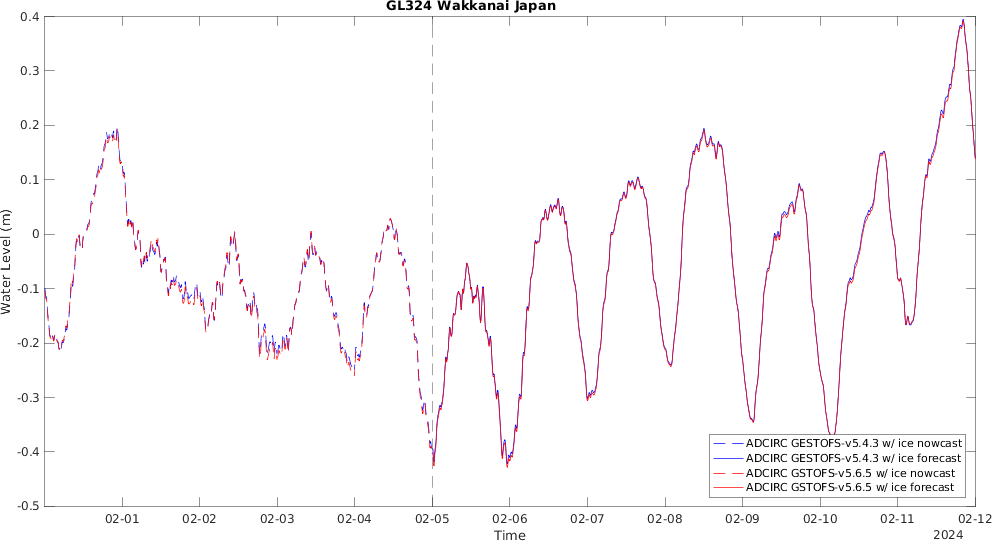 GL324 Wakkanai Japan
0.4
0.3
0.2
0.1
0
-0.1
-0.2
-0.3
-0.4
-0.5
Water Level (m)
ADCIRC GESTOFS-v5.4.3 w/ ice nowcast
ADCIRC GESTOFS-v5.4.3 w/ ice forecast
ADCIRC GSTOFS-v5.6.5 w/ ice nowcast
ADCIRC GSTOFS-v5.6.5 w/ ice forecast
02-01 02-02 02-03 02-04 02-05 02-06 02-07 02-08 02-09 02-10 02-11 02-12
Time
2024